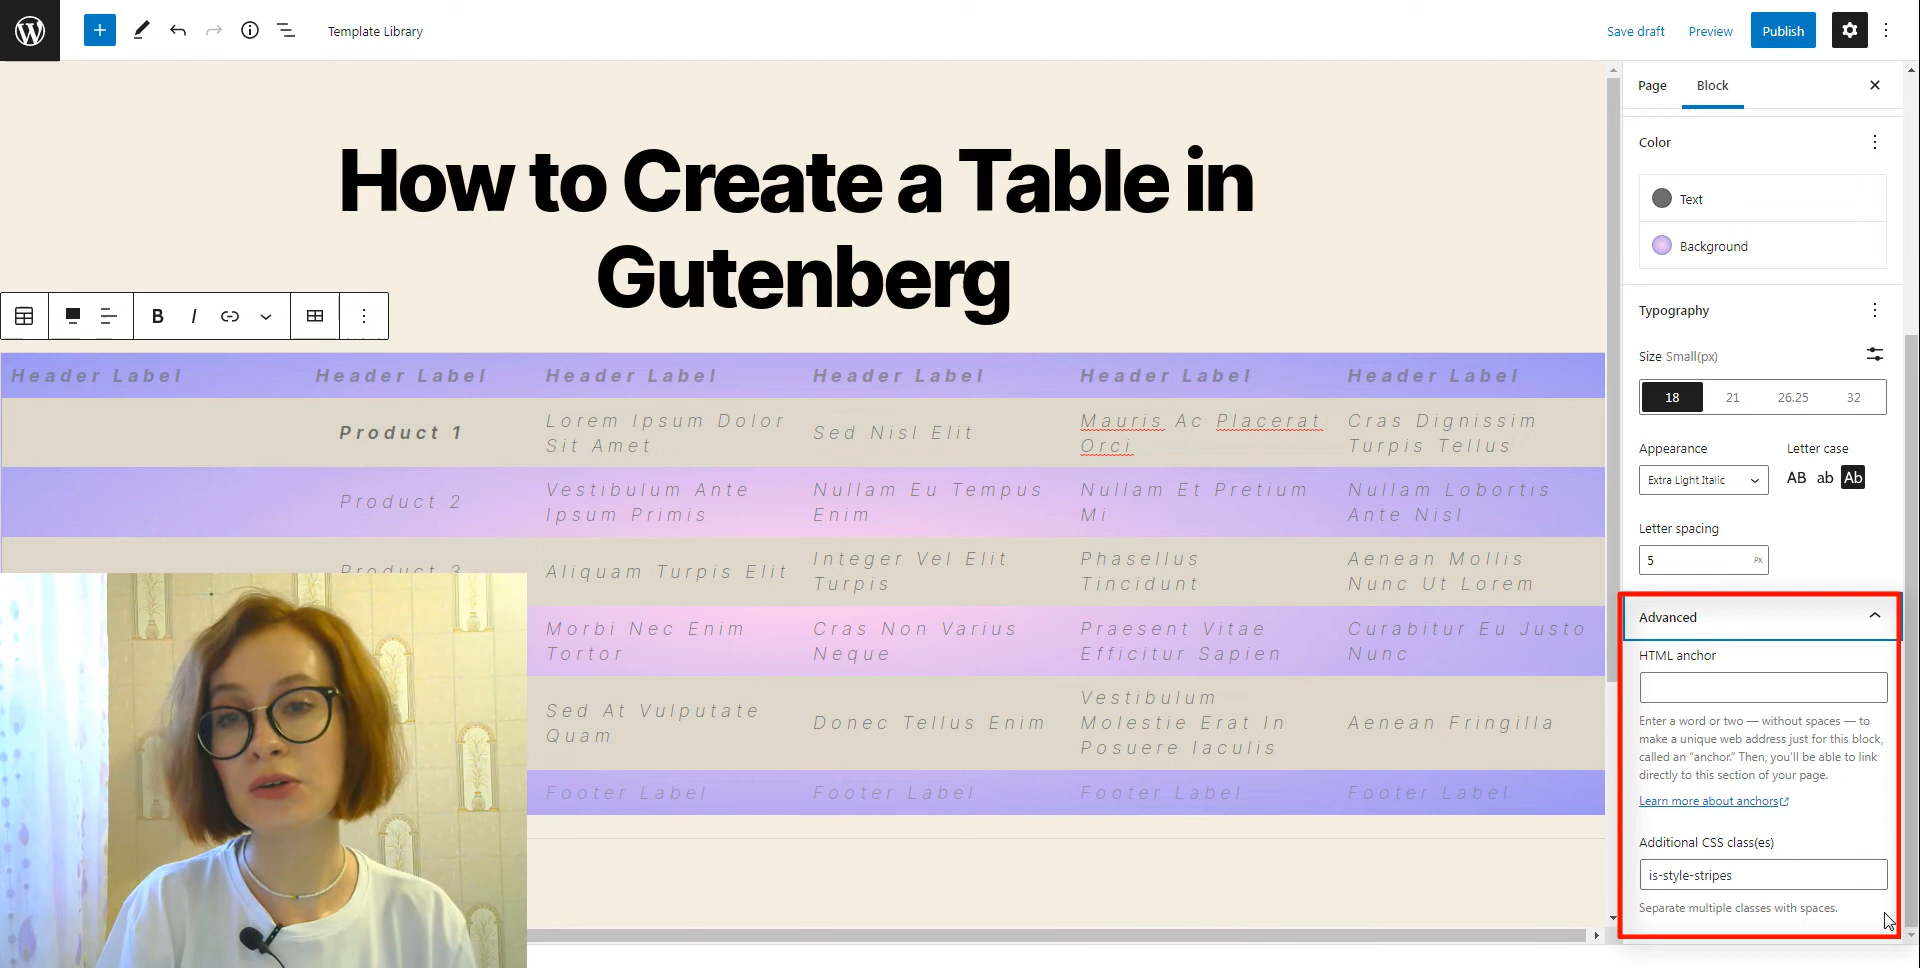 Template Library
Save draft
Preview
Publish
Page
Block
How to Create a Table in
Gutenberg
B I
Header Label Header Label Header Label Header Label Header Label Header Label
Product 1
Lorem Ipsum Dolor
Sit Amet
Sed Nisl Elit
Mauris Ac Placerat
Orci
Cras Dignissim
Turpis Tellus
Product 2
Vestibulum Ante
Ipsum Primis
Nullam Eu Tempus
Enim
Nullam Et Pretium
Mi
Nullam Lobortis
Ante Nisl
Product 3
Aliquam Turpis Elit
Integer Vel Elit
Turpis
Phasellus
Tincidunt
Aenean Mollis
Nunc Ut Lorem
Morbi Nec Enim
Tortor
Cras Non Varius
Neque
Praesent Vitae
Efficitur Sapien
Curabitur Eu Justo
Nunc
Sed At Vulputate
Quam
Donec Tellus Enim
Vestibulum
Molestie Erat In
Posuere Iaculis
Aenean Fringilla
Footer Label Footer Label Footer Label Footer Label
Color
Text
Background
Typography
Size Small(px)
18 21 26.25 32
Appearance
Letter case
Extra Light Italic
AB ab Ab
Letter spacing
5 PX
Advanced
HTML anchor
Enter a word or two — without spaces — to
make a unique web address just for this block,
called an “anchor.” Then, you’ll be able to link
directly to this section of your page.
Learn more about anchors
Additional CSS class(es)
is-style-stripes
Separate multiple classes with spaces.